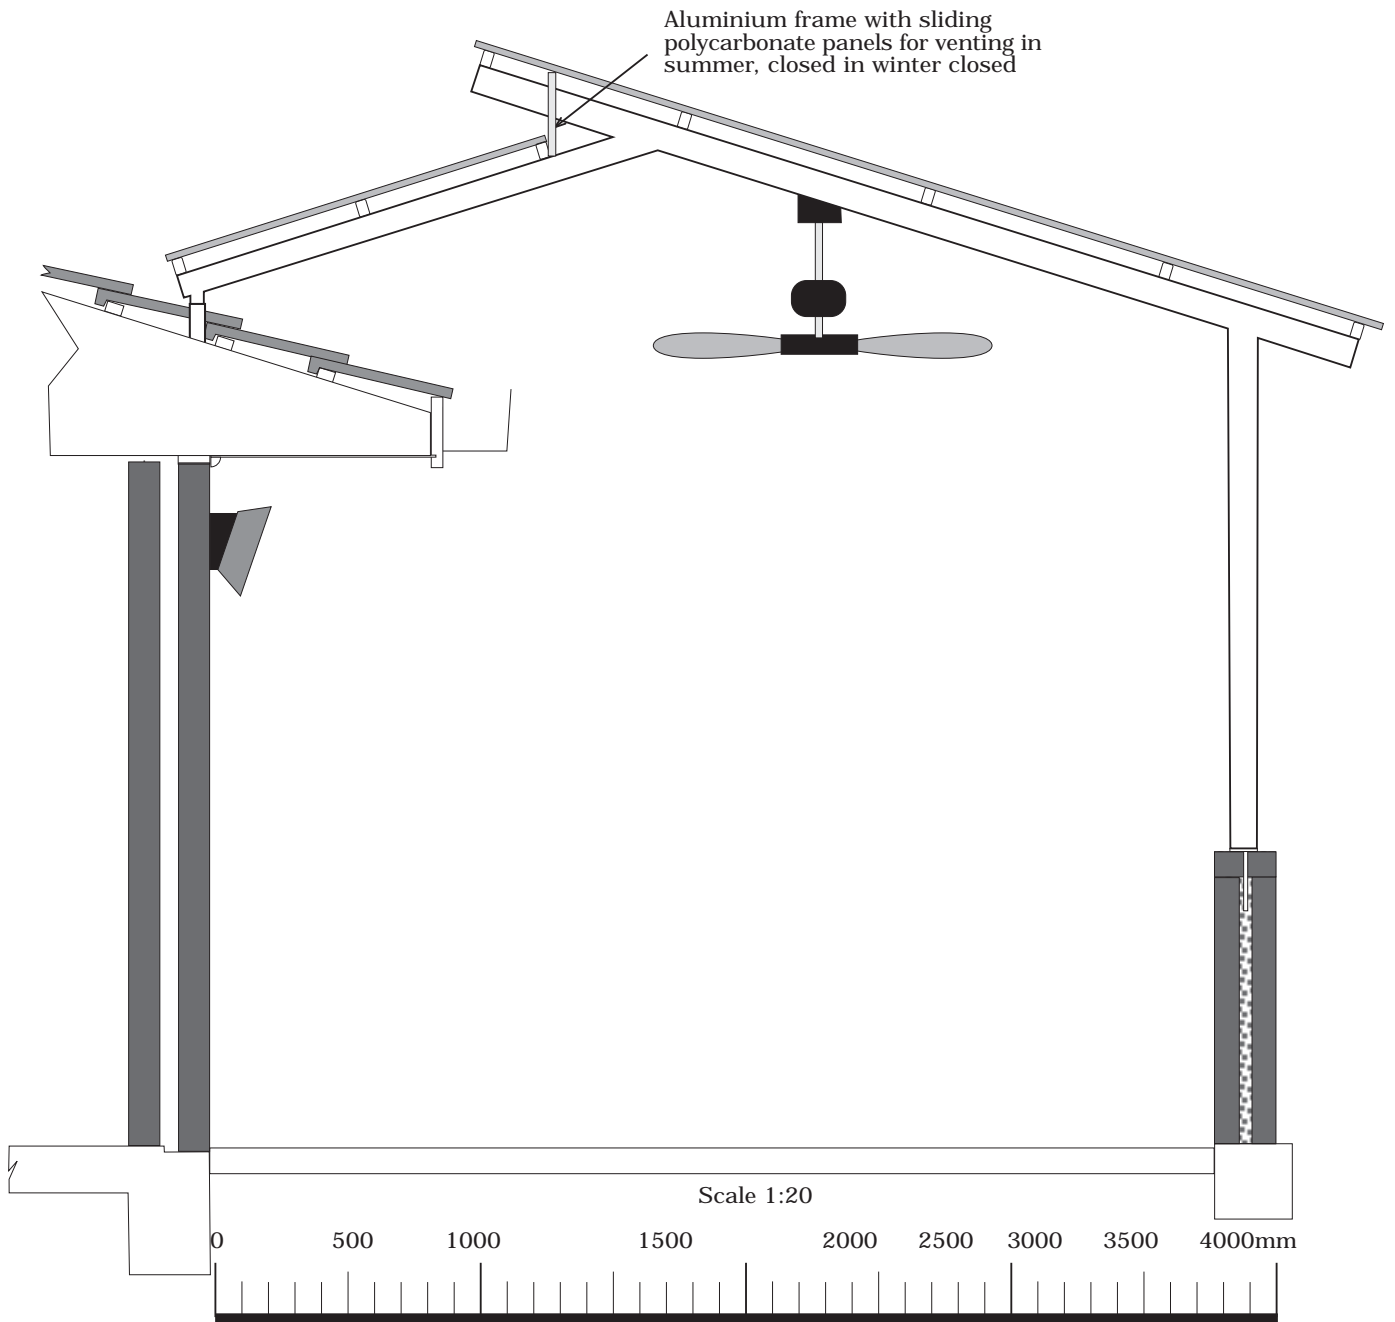 Aluminium frame with sliding
polycarbonate panels for venting in
summer, closed in winter closed
Scale 1:20
0 500 1000 1500 2000 2500 3000 3500 4000mm